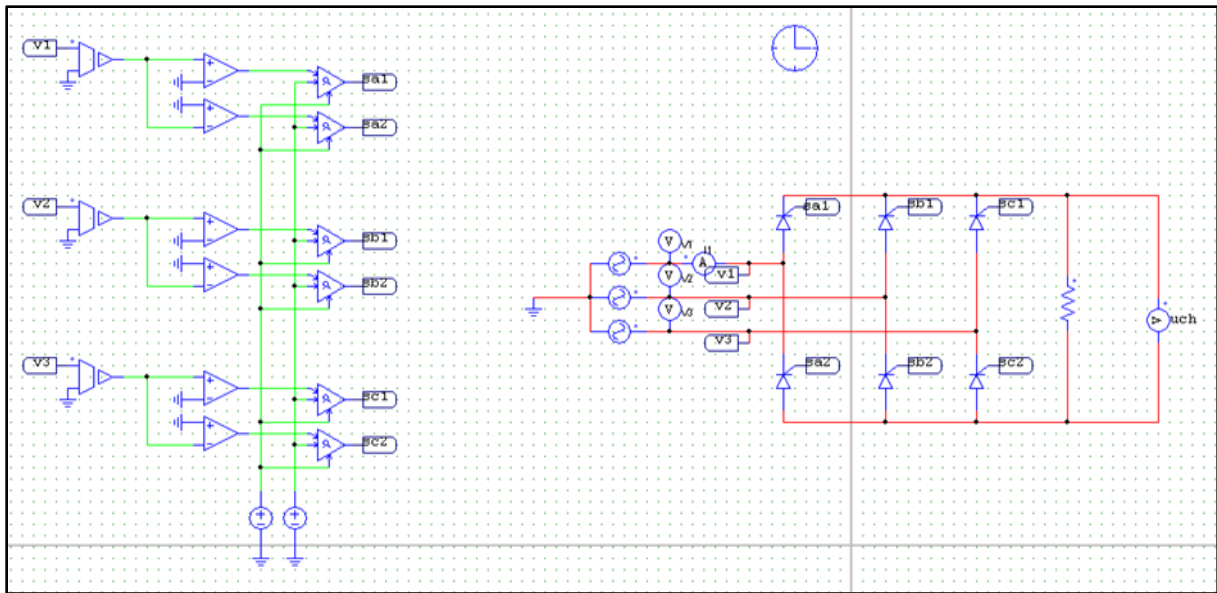 v1
sa1
sa2
v2
sb1
sb2
v3
sc1
sc2
sa1
sb1
sc1
V V1
I1
A
v1
V V2
v2
V V3
v3
V uch
sa2
sb2
sc2